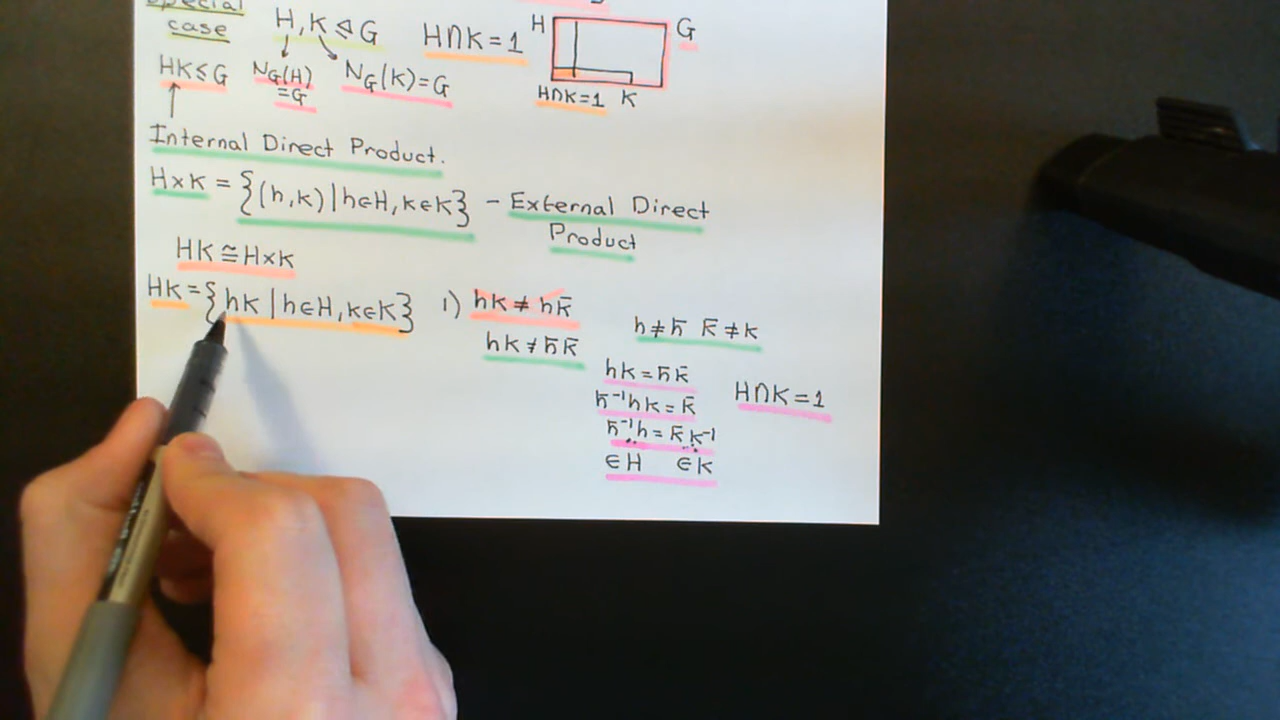 special
case
H, K ⊲ G
H∩K = 1
H
G
HK ≤ G
N_G(H) = G
N_G(K) = G
H∩K = 1 K
Internal Direct Product.
H×K = {(h,k) | h∈H, k∈K} - External Direct Product
HK ≅ H×K
HK = {hk | h∈H, k∈K}
1) hk ≠ hk̄
hk ≠ h̄k̄
h ≠ h̄ k̄ ≠ k
hk = h̄k̄
h̄⁻¹hk = k̄
h̄⁻¹h = k̄k⁻¹
∈H ∈K
H∩K = 1